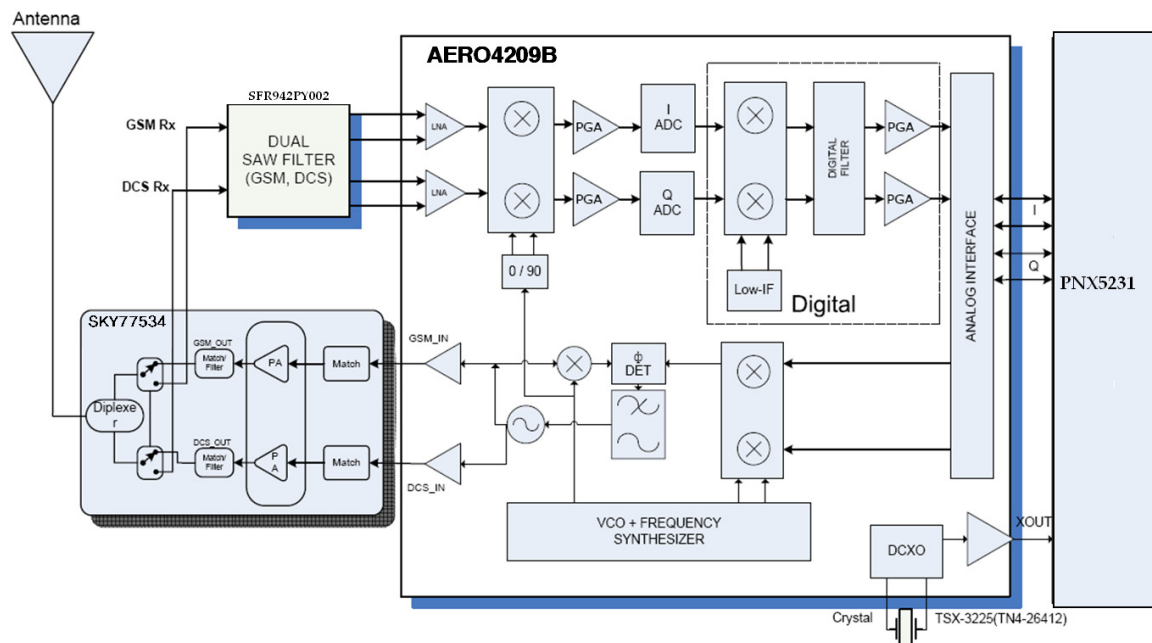 Antenna
AERO4209B
SFR942PY002
GSM Rx
DCS Rx
DUAL
SAW FILTER
(GSM, DCS)
LNA
LNA
PGA
PGA
I
ADC
Q
ADC
DIGITAL
FILTER
PGA
PGA
0 / 90
Low-IF
Digital
ANALOG INTERFACE
I
Q
PNX5231
SKY77534
GSM_OUT
Match/
Filter
PA
Match
GSM_IN
Diplexe
r
DCS_OUT
Match/
Filter
P
A
Match
DCS_IN
Φ
DET
VCO + FREQUENCY
SYNTHESIZER
DCXO
XOUT
Crystal
TSX-3225(TN4-26412)